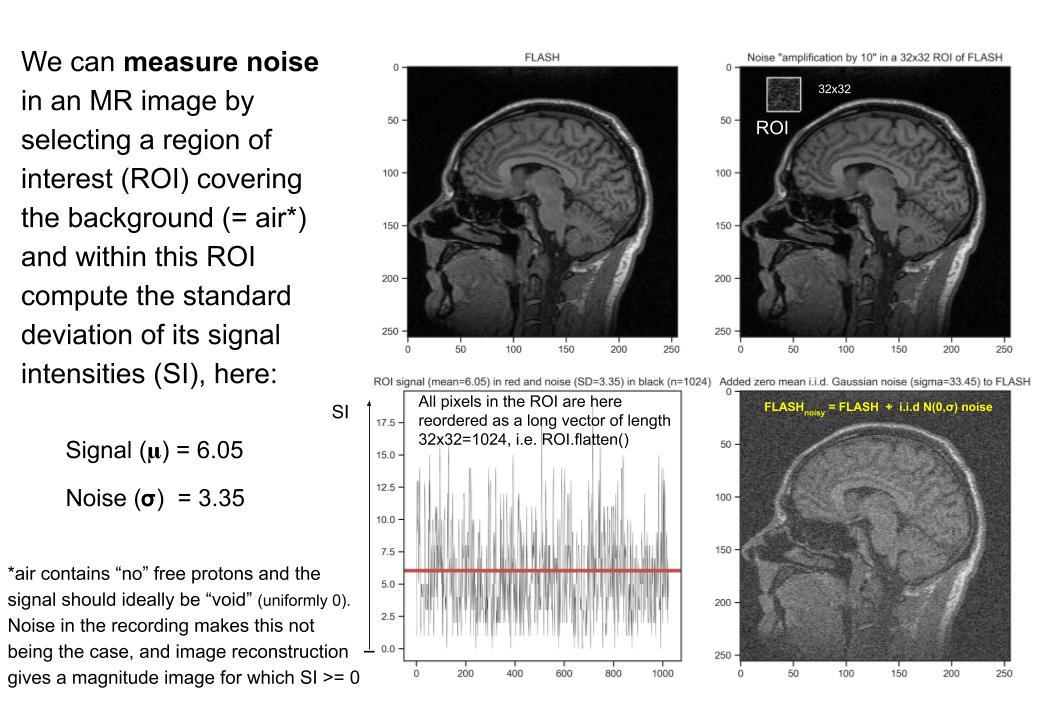 We can measure noise
in an MR image by
selecting a region of
interest (ROI) covering
the background (= air*)
and within this ROI
compute the standard
deviation of its signal
intensities (SI), here:
Signal (μ) = 6.05
Noise (σ) = 3.35
*air contains “no” free protons and the
signal should ideally be “void” (uniformly 0).
Noise in the recording makes this not
being the case, and image reconstruction
gives a magnitude image for which SI >= 0
FLASH
0
50
100
150
200
250
0 50 100 150 200 250
Noise "amplification by 10" in a 32x32 ROI of FLASH
32x32
ROI
0
50
100
150
200
250
0 50 100 150 200 250
ROI signal (mean=6.05) in red and noise (SD=3.35) in black (n=1024)
SI
All pixels in the ROI are here
reordered as a long vector of length
32x32=1024, i.e. ROI.flatten()
17.5
15.0
12.5
10.0
7.5
5.0
2.5
0.0
0 200 400 600 800 1000
Added zero mean i.i.d. Gaussian noise (sigma=33.45) to FLASH
FLASHnoisy = FLASH + i.i.d N(0,σ) noise
0
50
100
150
200
250
0 50 100 150 200 250